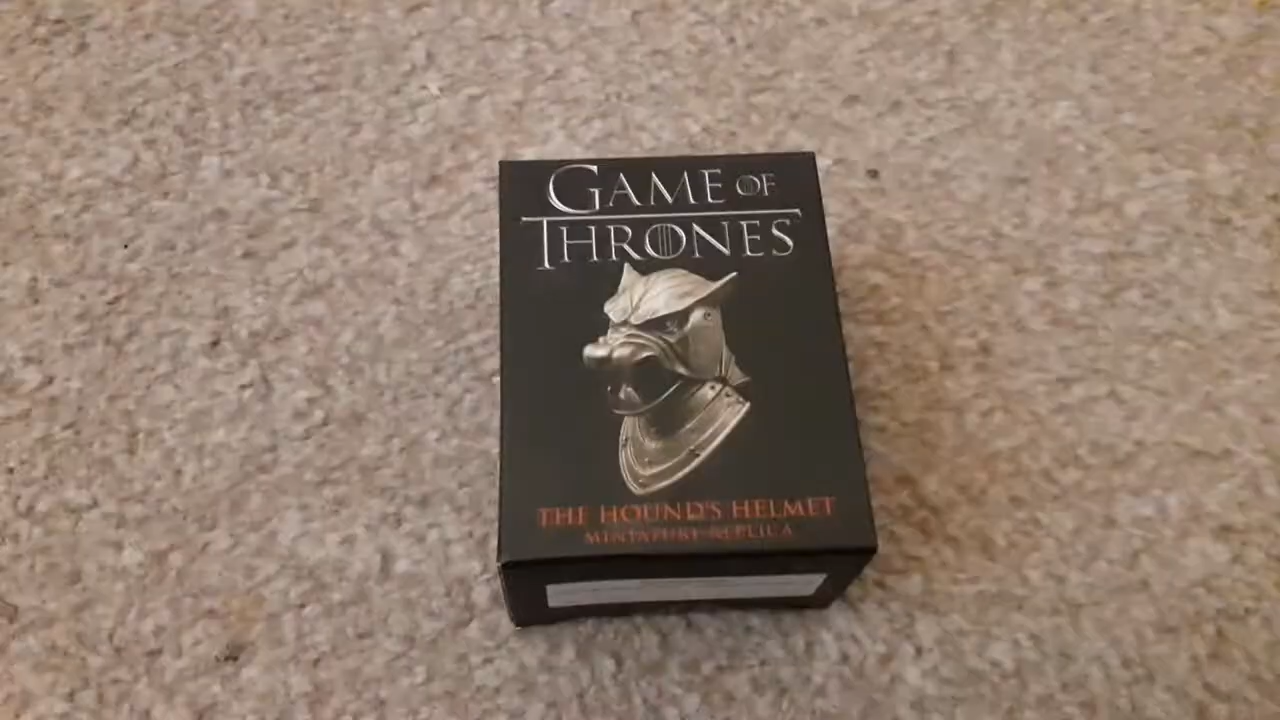 GAME OF
THRONES
THE HOUND'S HELMET
MINIATURE REPLICA